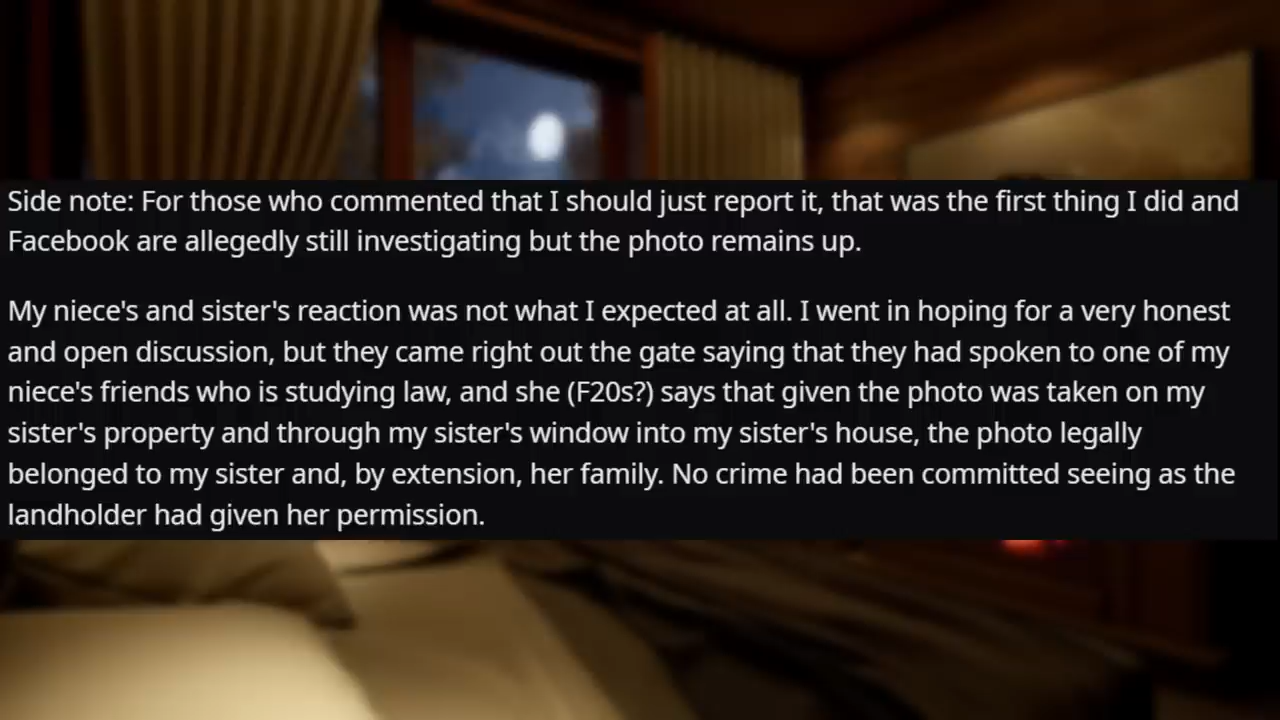 Side note: For those who commented that I should just report it, that was the first thing I did and
Facebook are allegedly still investigating but the photo remains up.
My niece's and sister's reaction was not what I expected at all. I went in hoping for a very honest
and open discussion, but they came right out the gate saying that they had spoken to one of my
niece's friends who is studying law, and she (F20s?) says that given the photo was taken on my
sister's property and through my sister's window into my sister's house, the photo legally
belonged to my sister and, by extension, her family. No crime had been committed seeing as the
landholder had given her permission.